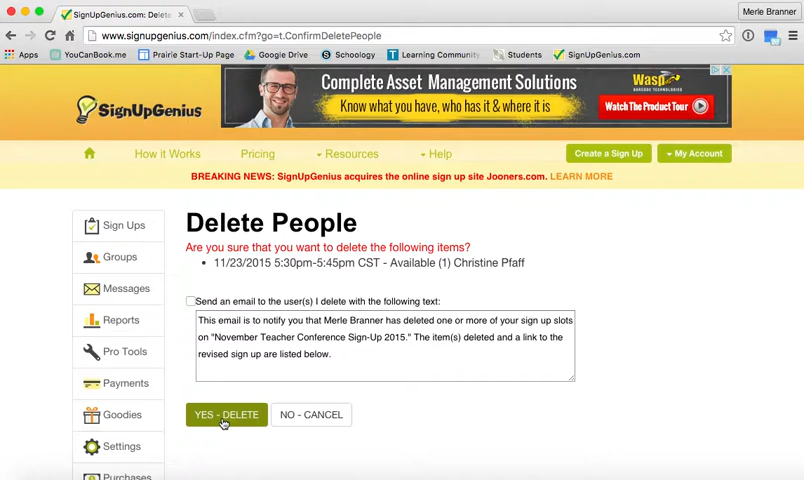 SignUpGenius.com: Delete
Merle Branner
www.signupgenius.com/index.cfm?go=t.ConfirmDeletePeople
Apps YouCanBook.me Prairie Start-Up Page Google Drive Schoology Learning Community Students SignUpGenius.com
Complete Asset Management Solutions
Know what you have, who has it & where it is
Wasp
BARCODE TECHNOLOGIES
Watch The Product Tour
SignUpGenius
How it Works Pricing Resources Help Create a Sign Up My Account
BREAKING NEWS: SignUpGenius acquires the online sign up site Jooners.com. LEARN MORE
Sign Ups
Groups
Messages
Reports
Pro Tools
Payments
Goodies
Settings
Purchases
Delete People
Are you sure that you want to delete the following items?
• 11/23/2015 5:30pm-5:45pm CST - Available (1) Christine Pfaff
Send an email to the user(s) I delete with the following text:
This email is to notify you that Merle Branner has deleted one or more of your sign up slots
on "November Teacher Conference Sign-Up 2015." The item(s) deleted and a link to the
revised sign up are listed below.
YES - DELETE NO - CANCEL